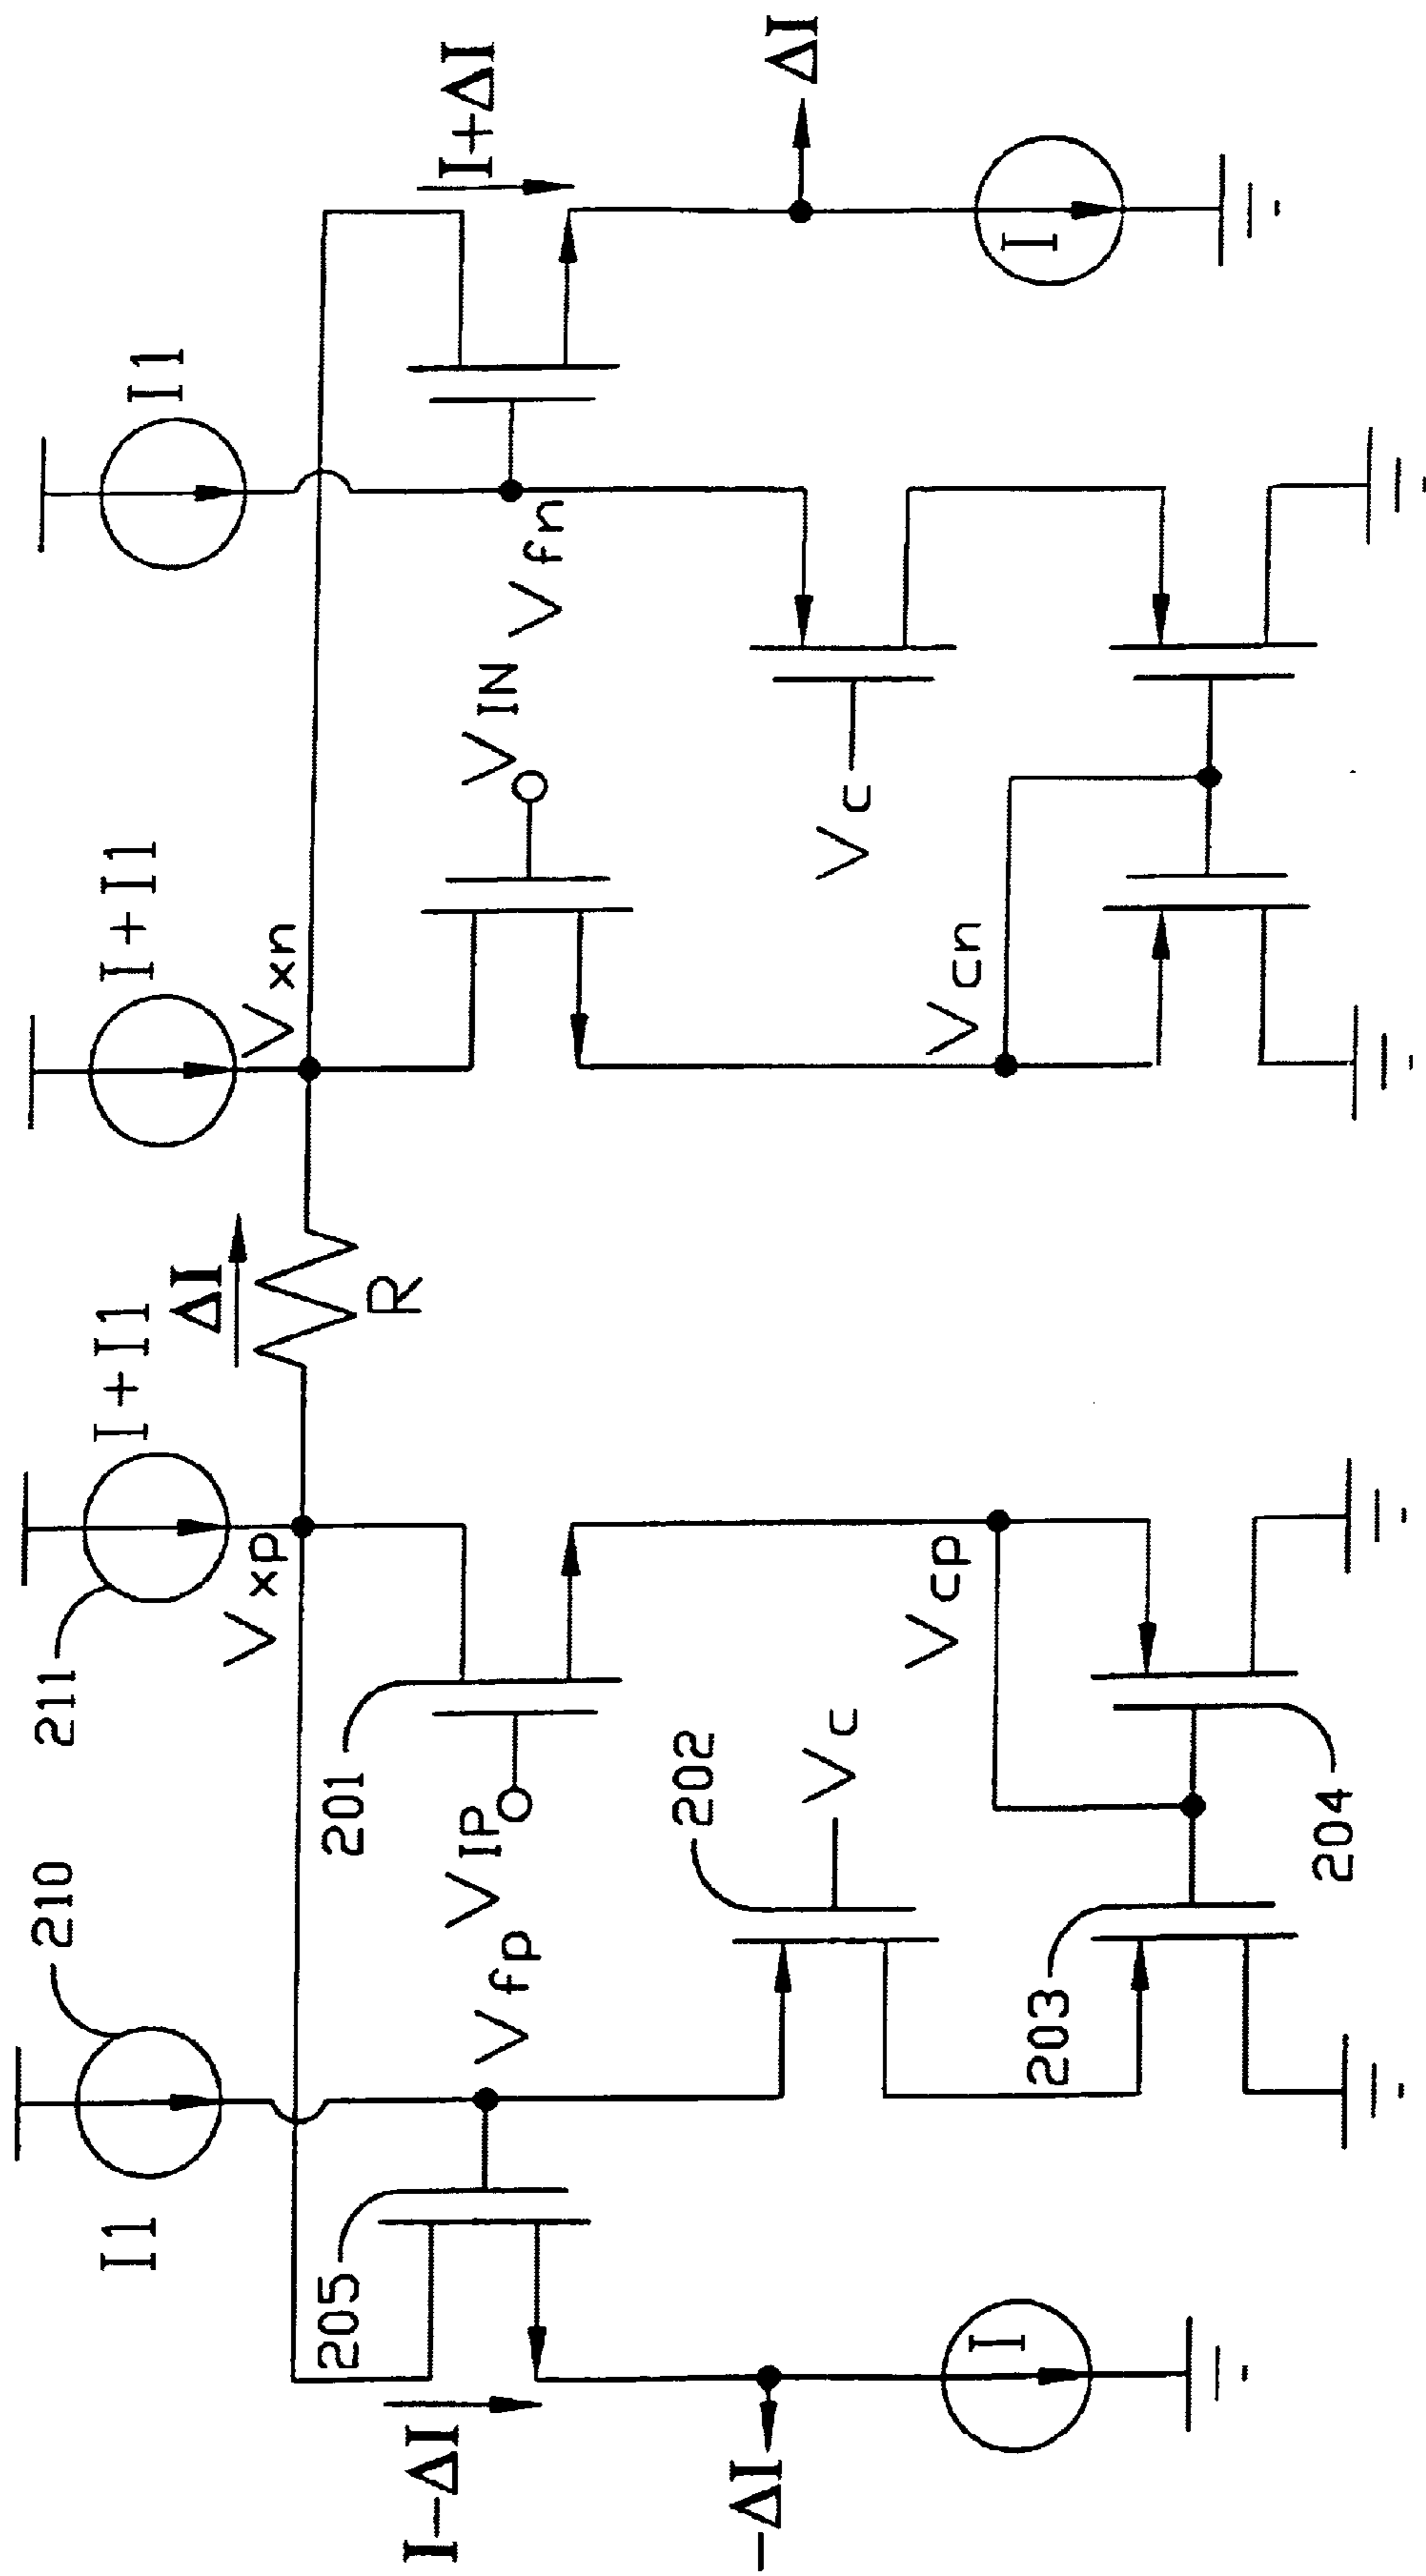 I1
210
211
I+I1
ΔI
I+I1
I1
205
Vfp
VIP
201
Vxp
R
Vxn
VIN
Vfn
I+ΔI
I-ΔI
202
Vc
Vcp
Vcn
Vc
ΔI
-ΔI
I
203
204
I